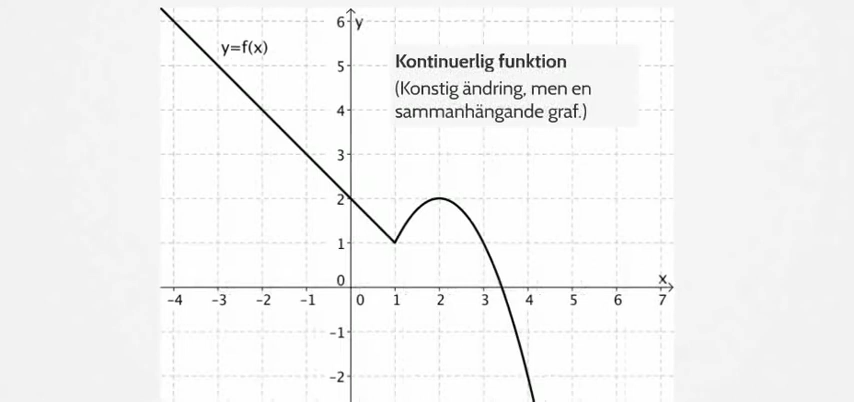 6
y
y=f(x)
5
Kontinuerlig funktion
(Konstig ändring, men en
sammanhängande graf.)
4
3
2
1
0
x
-4 -3 -2 -1 0 1 2 3 4 5 6 7
-1
-2